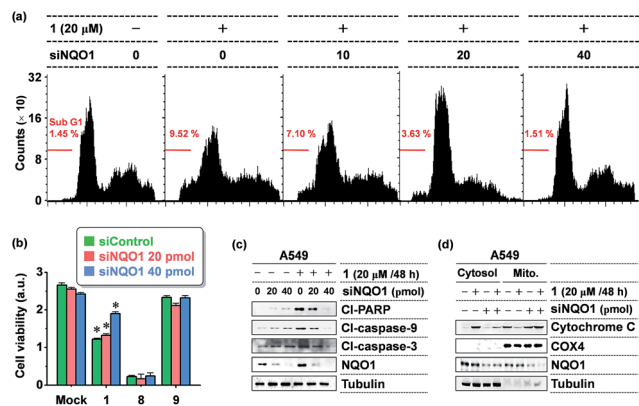 (a)
1 (20 μM) − + + + +
siNQO1 0 0 10 20 40
Counts (× 10)
32
24
16
8
0
Sub G1
1.45 % 9.52 % 7.10 % 3.63 % 1.51 %
(b)
siControl
siNQO1 20 pmol
siNQO1 40 pmol
Cell viability (a.u.)
3
2
1
0
* * *
Mock 1 8 9
(c)
A549
− − − + + + 1 (20 μM /48 h)
0 20 40 0 20 40 siNQO1 (pmol)
Cl-PARP
Cl-caspase-9
Cl-caspase-3
NQO1
Tubulin
(d)
A549
Cytosol Mito.
− + − + − + − + 1 (20 μM /48 h)
− − + + − − + + siNQO1 (pmol)
Cytochrome C
COX4
NQO1
Tubulin